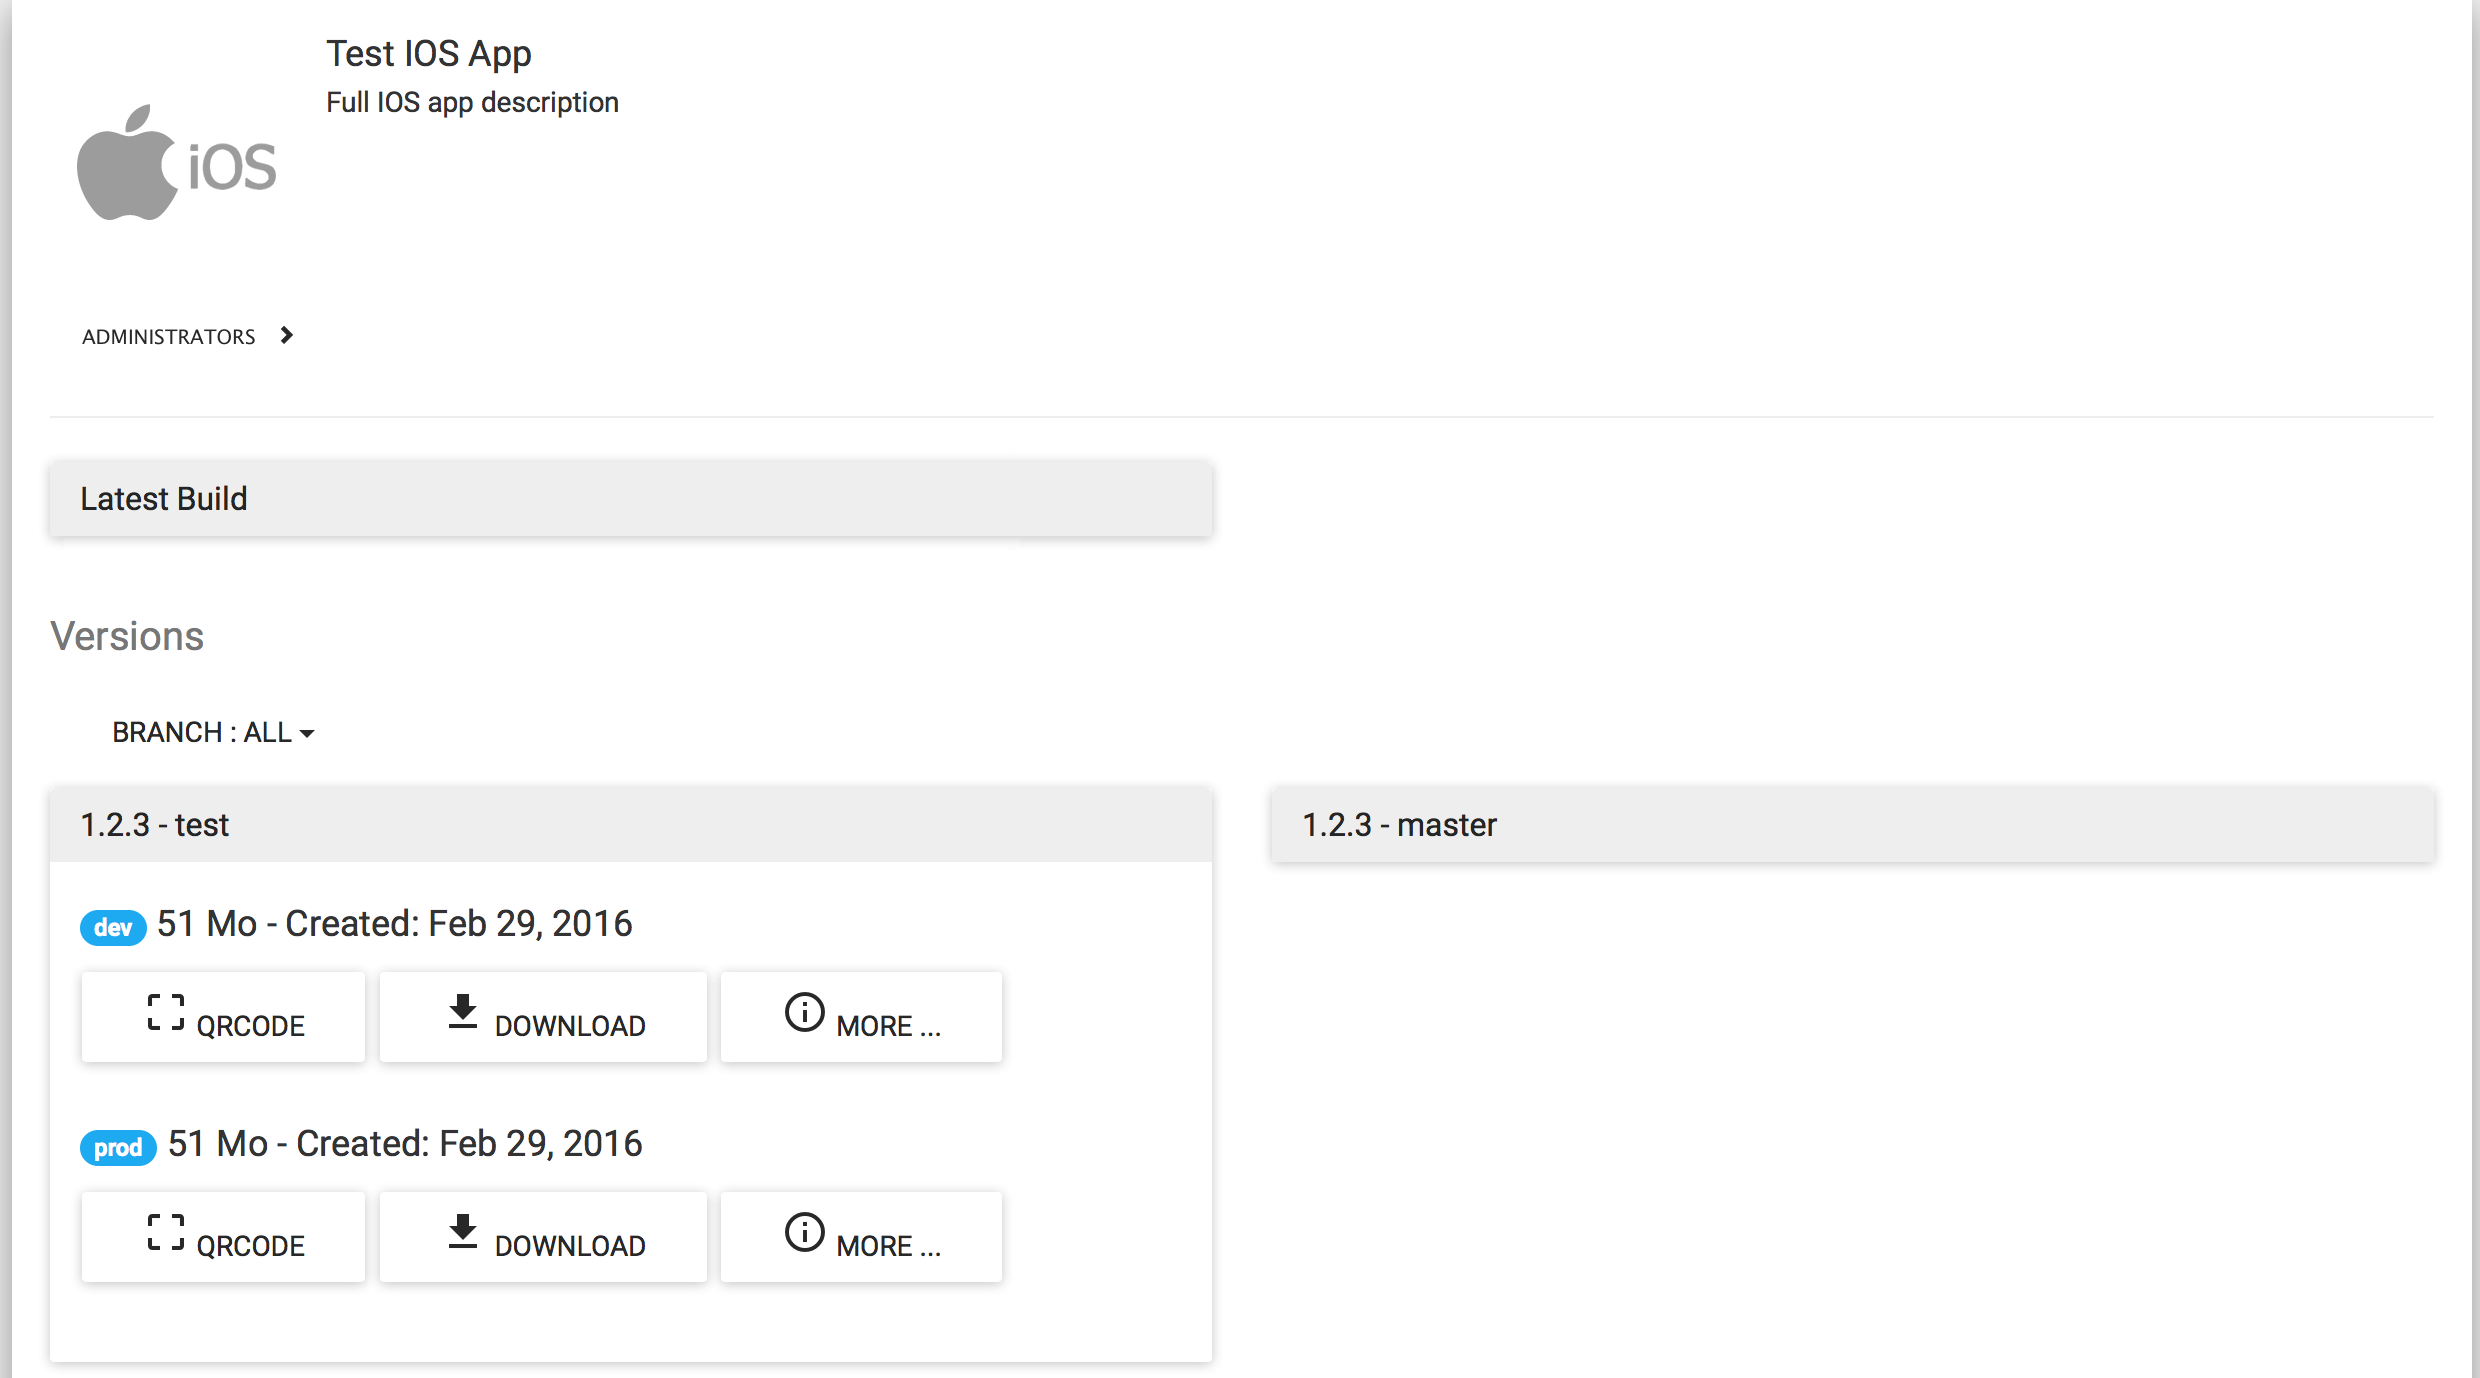 Test IOS App
Full IOS app description
iOS
ADMINISTRATORS
Latest Build
Versions
BRANCH : ALL
1.2.3 - test
dev 51 Mo - Created: Feb 29, 2016
QRCODE DOWNLOAD MORE ...
prod 51 Mo - Created: Feb 29, 2016
QRCODE DOWNLOAD MORE ...
1.2.3 - master